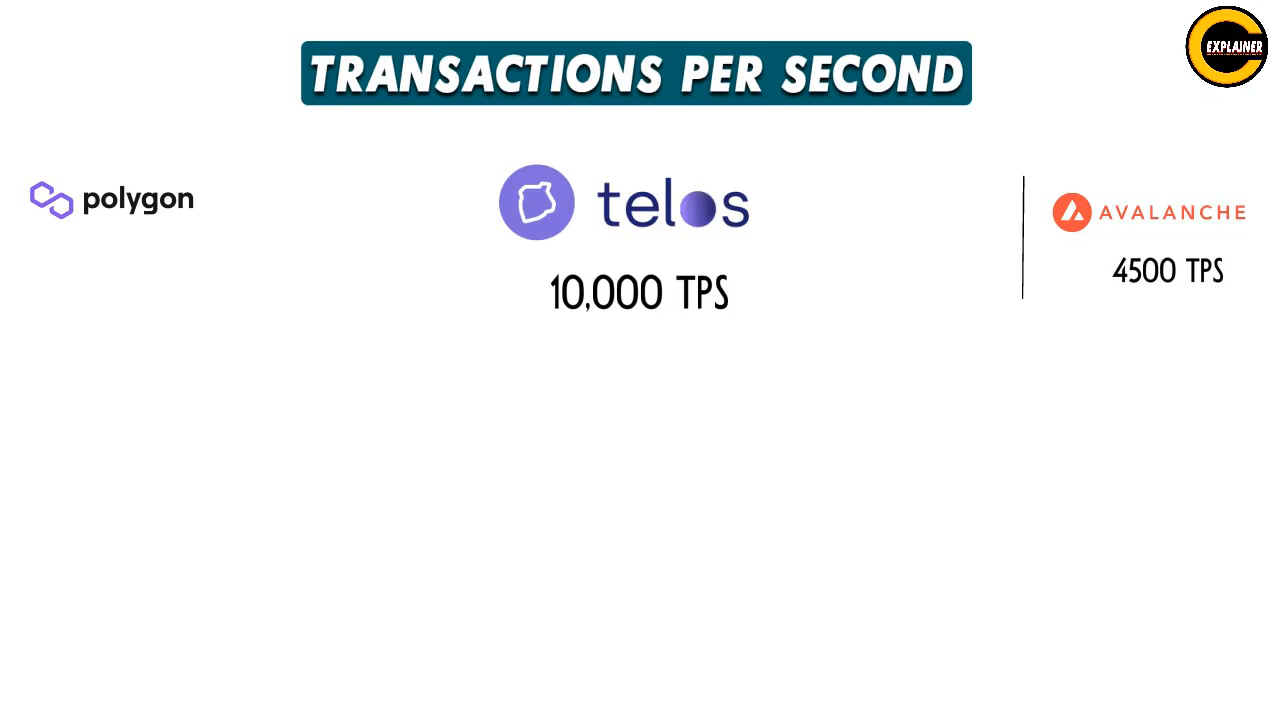 EXPLAINER
TRANSACTIONS PER SECOND
polygon
telos
10,000 TPS
AVALANCHE
4500 TPS